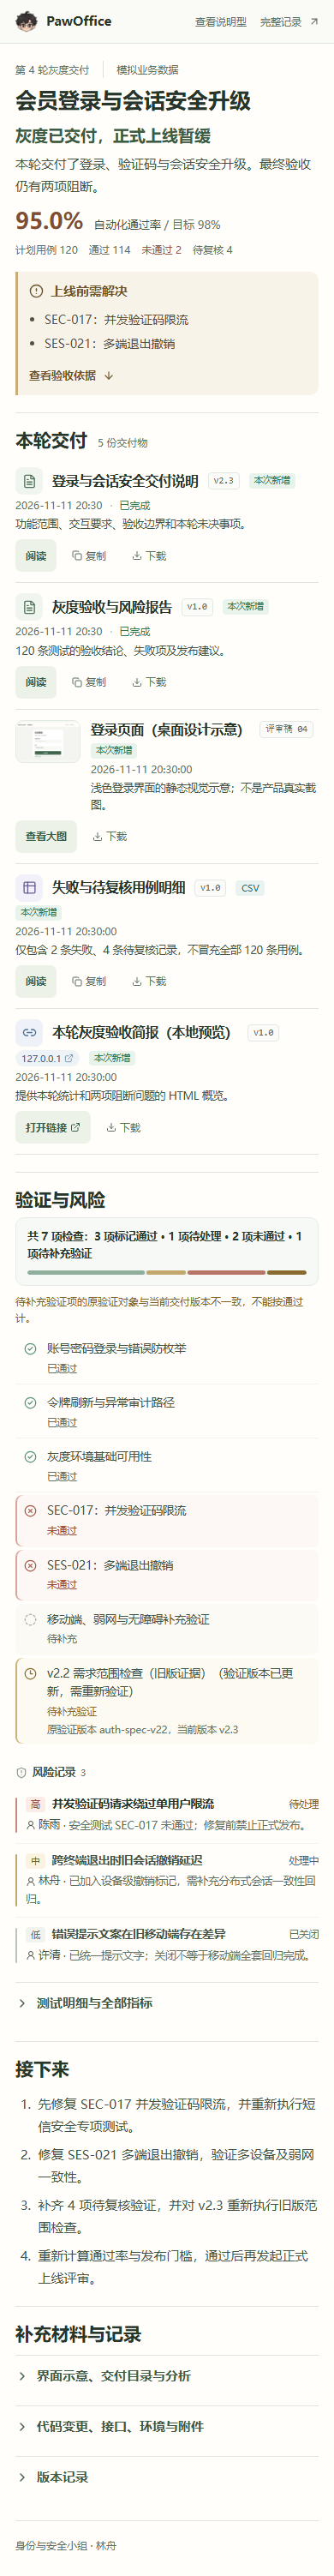 PawOffice
查看说明型 完整记录
第 4 轮灰度交付 模拟业务数据
会员登录与会话安全升级
灰度已交付，正式上线暂缓
本轮交付了登录、验证码与会话安全升级。最终验收
仍有两项阻断。
95.0% 自动化通过率 / 目标 98%
计划用例 120 通过 114 未通过 2 待复核 4
上线前需解决
SEC-017：并发验证码限流
SES-021：多端退出撤销
查看验收依据
本轮交付 5 份交付物
登录与会话安全交付说明 v2.3 本次新增
2026-11-11 20:30 · 已完成
功能范围、交互要求、验收边界和本轮未决事项。
阅读 复制 下载
灰度验收与风险报告 v1.0 本次新增
2026-11-11 20:30 · 已完成
120 条测试的验收结论、失败项及发布建议。
阅读 复制 下载
登录页面（桌面设计示意） 评审稿 04
本次新增
2026-11-11 20:30:00
浅色登录界面的静态视觉示意；不是产品真实截
图。
查看大图 下载
失败与待复核用例明细 v1.0 CSV
本次新增
2026-11-11 20:30:00
仅包含 2 条失败、4 条待复核记录，不冒充全部 120 条用例。
阅读 复制 下载
本轮灰度验收简报（本地预览） v1.0
127.0.0.1 本次新增
2026-11-11 20:30:00
提供本轮统计和两项阻断问题的 HTML 概览。
打开链接 下载
验证与风险
共 7 项检查：3 项标记通过 • 1 项待处理 • 2 项未通过 • 1
项待补充验证
待补充验证项的原验证对象与当前交付版本不一致，不能按通过
计。
账号密码登录与错误防枚举
已通过
令牌刷新与异常审计路径
已通过
灰度环境基础可用性
已通过
SEC-017：并发验证码限流
未通过
SES-021：多端退出撤销
未通过
移动端、弱网与无障碍补充验证
待补充
v2.2 需求范围检查（旧版证据）（验证版本已更
新，需重新验证）
待补充验证
原验证版本 auth-spec-v22，当前版本 v2.3
风险记录 3
高 并发验证码请求绕过单用户限流 待处理
陈雨 · 安全测试 SEC-017 未通过；修复前禁止正式发布。
中 跨终端退出时旧会话撤销延迟 处理中
林舟 · 已加入设备级撤销标记，需补充分布式会话一致性回
归。
低 错误提示文案在旧移动端存在差异 已关闭
许清 · 已统一提示文字；关闭不等于移动端全套回归完成。
测试明细与全部指标
接下来
1. 先修复 SEC-017 并发验证码限流，并重新执行短
信安全专项测试。
2. 修复 SES-021 多端退出撤销，验证多设备及弱网
一致性。
3. 补齐 4 项待复核验证，并对 v2.3 重新执行旧版范
围检查。
4. 重新计算通过率与发布门槛，通过后再发起正式
上线评审。
补充材料与记录
界面示意、交付目录与分析
代码变更、接口、环境与附件
版本记录
身份与安全小组 · 林舟